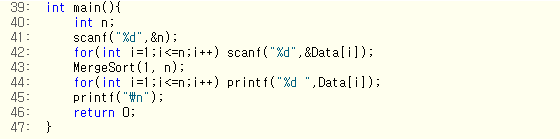 39: int main(){
40: int n;
41: scanf("%d",&n);
42: for(int i=1;i<=n;i++) scanf("%d",&Data[i]);
43: MergeSort(1, n);
44: for(int i=1;i<=n;i++) printf("%d ",Data[i]);
45: printf("₩n");
46: return 0;
47: }